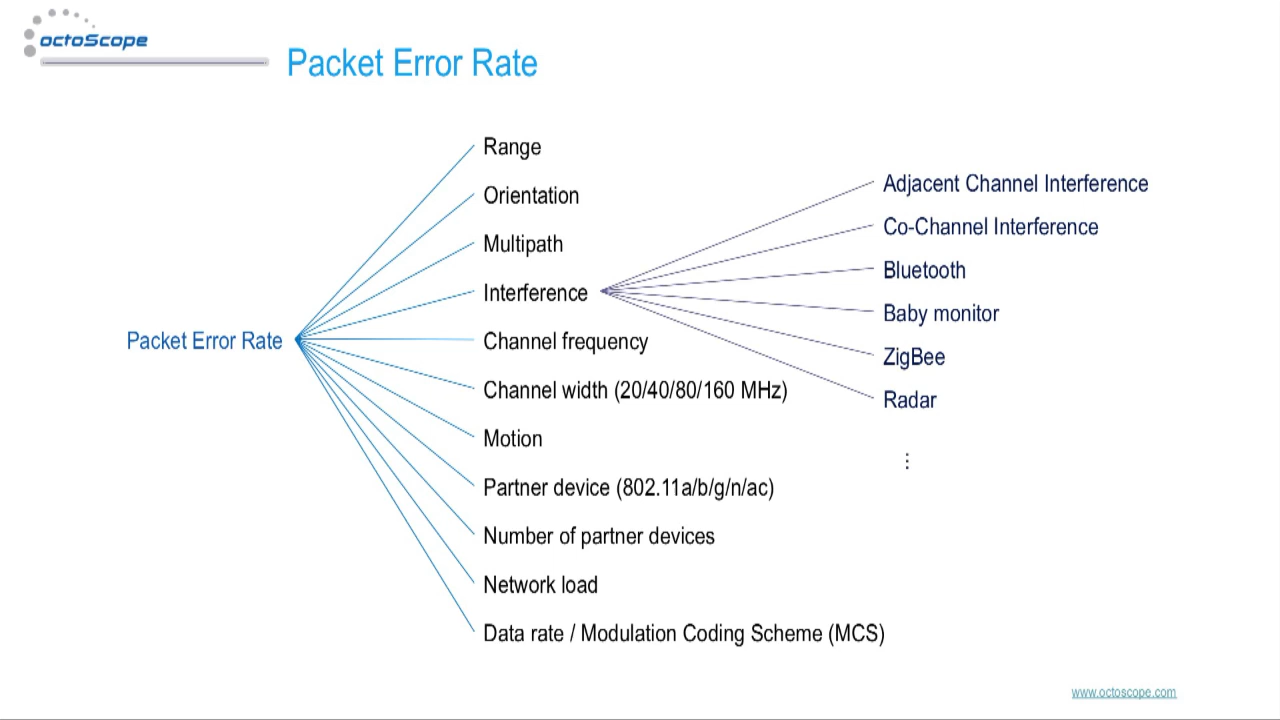 octoScope
Packet Error Rate
Packet Error Rate
Range
Orientation
Multipath
Interference
Channel frequency
Channel width (20/40/80/160 MHz)
Motion
Partner device (802.11a/b/g/n/ac)
Number of partner devices
Network load
Data rate / Modulation Coding Scheme (MCS)
Adjacent Channel Interference
Co-Channel Interference
Bluetooth
Baby monitor
ZigBee
Radar
⋮
www.octoscope.com